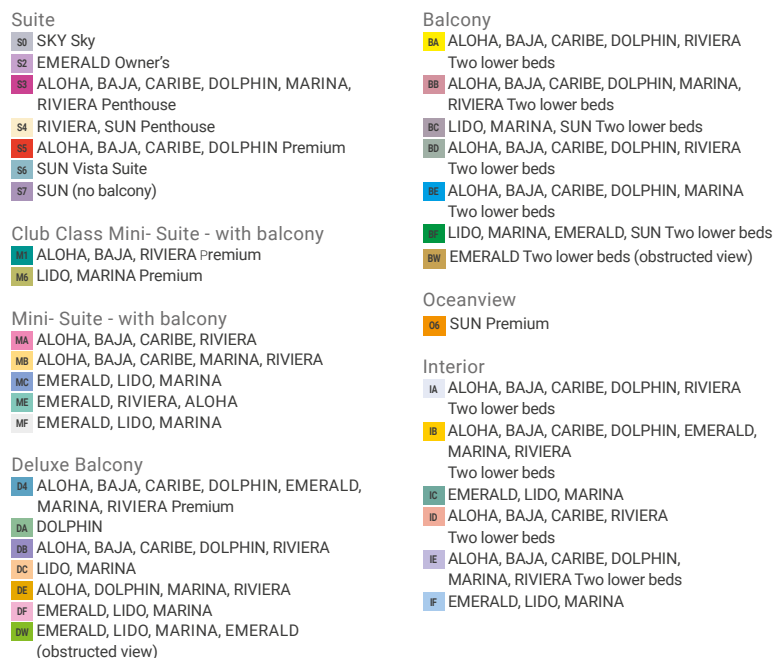 Suite
S0 SKY Sky
S2 EMERALD Owner's
S3 ALOHA, BAJA, CARIBE, DOLPHIN, MARINA,
RIVIERA Penthouse
S4 RIVIERA, SUN Penthouse
S5 ALOHA, BAJA, CARIBE, DOLPHIN Premium
S6 SUN Vista Suite
S7 SUN (no balcony)
Club Class Mini- Suite - with balcony
M1 ALOHA, BAJA, RIVIERA Premium
M6 LIDO, MARINA Premium
Mini- Suite - with balcony
MA ALOHA, BAJA, CARIBE, RIVIERA
MB ALOHA, BAJA, CARIBE, MARINA, RIVIERA
MC EMERALD, LIDO, MARINA
ME EMERALD, RIVIERA, ALOHA
MF EMERALD, LIDO, MARINA
Deluxe Balcony
D4 ALOHA, BAJA, CARIBE, DOLPHIN, EMERALD,
MARINA, RIVIERA Premium
DA DOLPHIN
DB ALOHA, BAJA, CARIBE, DOLPHIN, RIVIERA
DC LIDO, MARINA
DE ALOHA, DOLPHIN, MARINA, RIVIERA
DF EMERALD, LIDO, MARINA
DW EMERALD, LIDO, MARINA, EMERALD
(obstructed view)
Balcony
BA ALOHA, BAJA, CARIBE, DOLPHIN, RIVIERA
Two lower beds
BB ALOHA, BAJA, CARIBE, DOLPHIN, MARINA,
RIVIERA Two lower beds
BC LIDO, MARINA, SUN Two lower beds
BD ALOHA, BAJA, CARIBE, DOLPHIN, RIVIERA
Two lower beds
BE ALOHA, BAJA, CARIBE, DOLPHIN, MARINA
Two lower beds
BF LIDO, MARINA, EMERALD, SUN Two lower beds
BW EMERALD Two lower beds (obstructed view)
Oceanview
O6 SUN Premium
Interior
IA ALOHA, BAJA, CARIBE, DOLPHIN, RIVIERA
Two lower beds
IB ALOHA, BAJA, CARIBE, DOLPHIN, EMERALD,
MARINA, RIVIERA
Two lower beds
IC EMERALD, LIDO, MARINA
ID ALOHA, BAJA, CARIBE, RIVIERA
Two lower beds
IE ALOHA, BAJA, CARIBE, DOLPHIN,
MARINA, RIVIERA Two lower beds
IF EMERALD, LIDO, MARINA